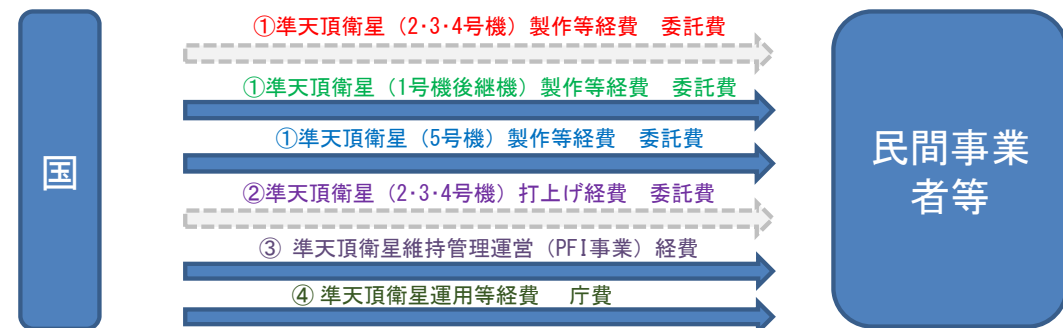 ①準天頂衛星（2・3・4号機）製作等経費　委託費
①準天頂衛星（1号機後継機）製作等経費　委託費
①準天頂衛星（5号機）製作等経費　委託費
国
民間事業
者等
②準天頂衛星（2・3・4号機）打上げ経費　委託費
③ 準天頂衛星維持管理運営（PFI事業）経費
④ 準天頂衛星運用等経費　庁費